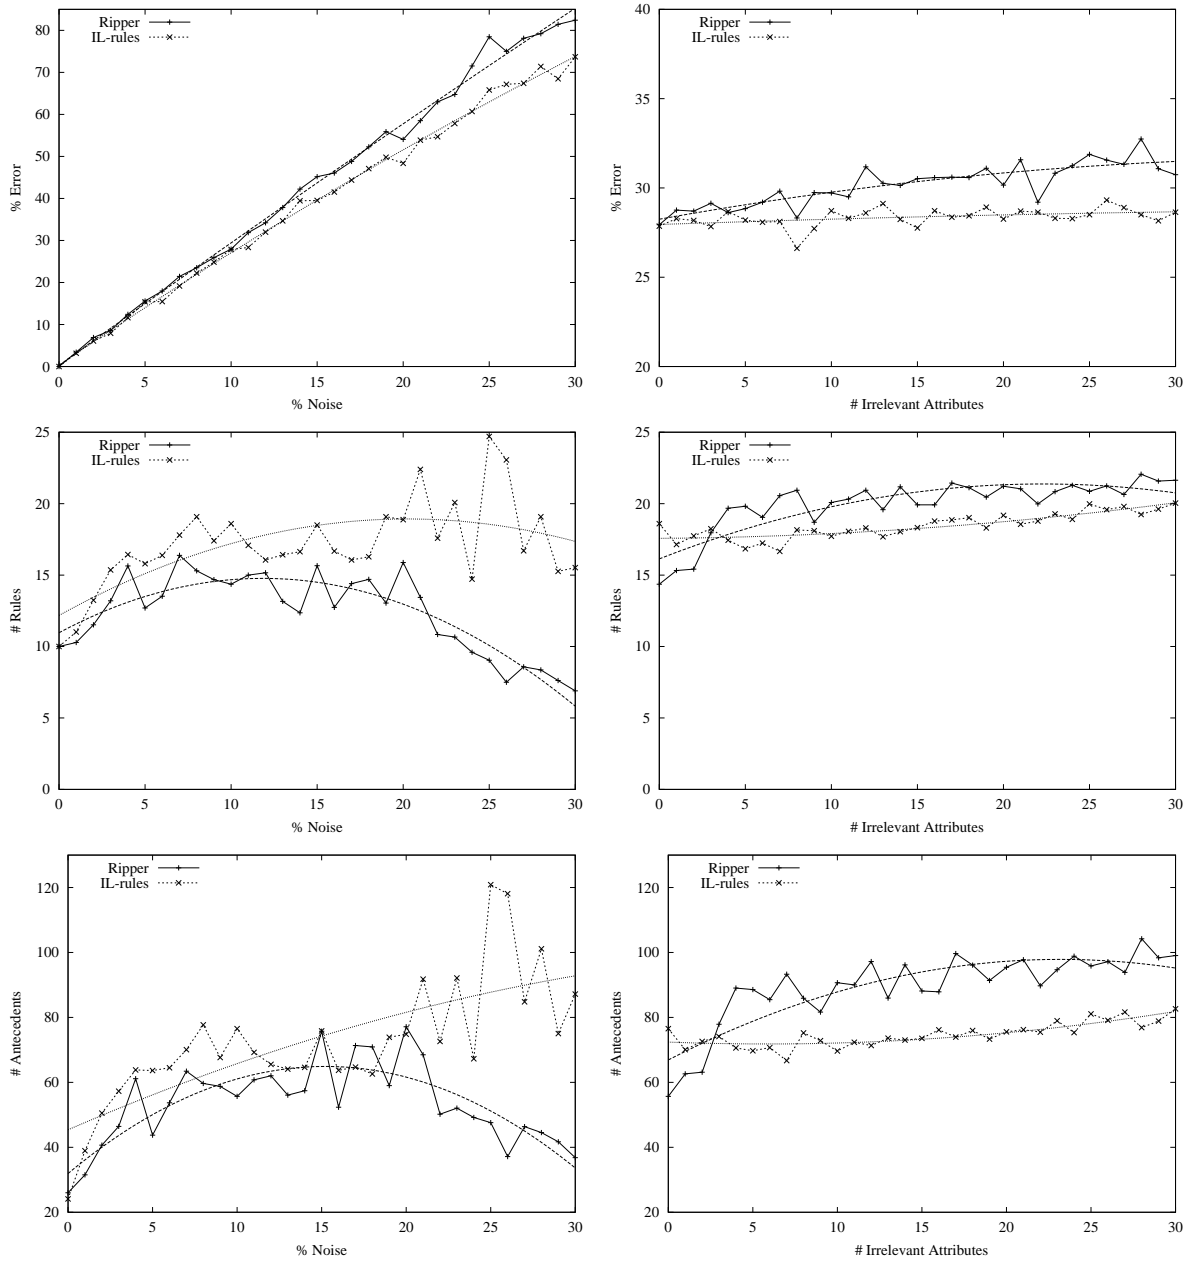 Ripper
IL-rules
% Error
80
70
60
50
40
30
20
10
0
0 5 10 15 20 25 30
% Noise
Ripper
IL-rules
% Error
40
35
30
25
20
0 5 10 15 20 25 30
# Irrelevant Attributes
Ripper
IL-rules
# Rules
25
20
15
10
5
0
0 5 10 15 20 25 30
% Noise
Ripper
IL-rules
# Rules
25
20
15
10
5
0
0 5 10 15 20 25 30
# Irrelevant Attributes
Ripper
IL-rules
# Antecedents
120
100
80
60
40
20
0 5 10 15 20 25 30
% Noise
Ripper
IL-rules
# Antecedents
120
100
80
60
40
20
0 5 10 15 20 25 30
# Irrelevant Attributes